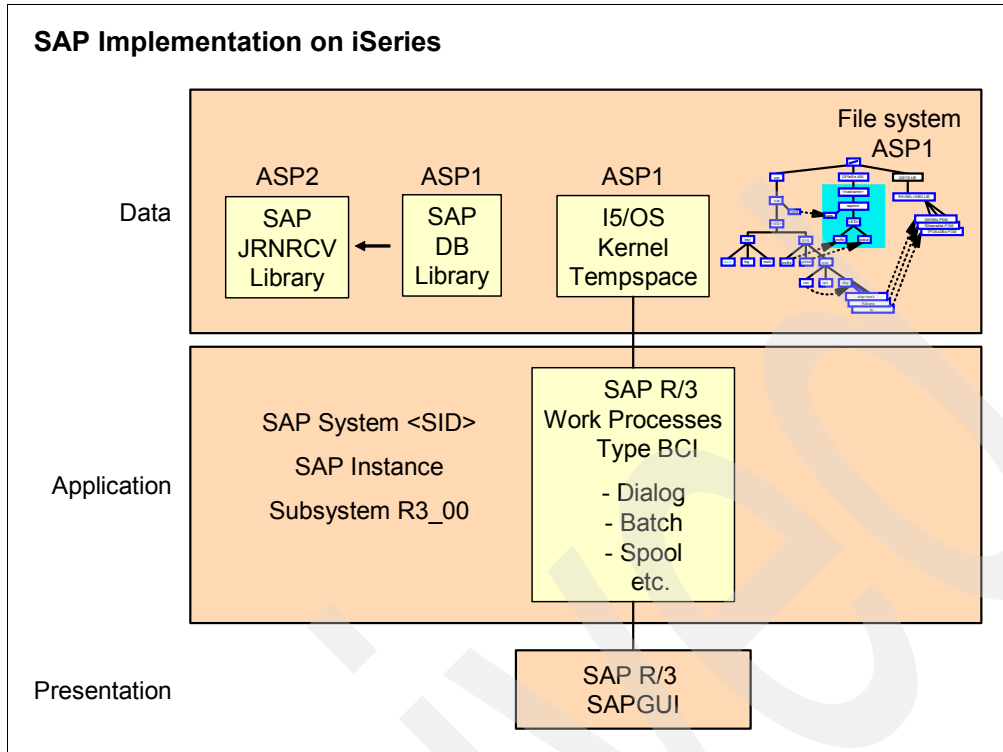 SAP Implementation on iSeries
Data
ASP2
SAP
JRNRCV
Library
ASP1
SAP
DB
Library
ASP1
I5/OS
Kernel
Tempspace
File system
ASP1
Application
SAP System <SID>
SAP Instance
Subsystem R3_00
SAP R/3
Work Processes
Type BCI
- Dialog
- Batch
- Spool
etc.
Presentation
SAP R/3
SAPGUI